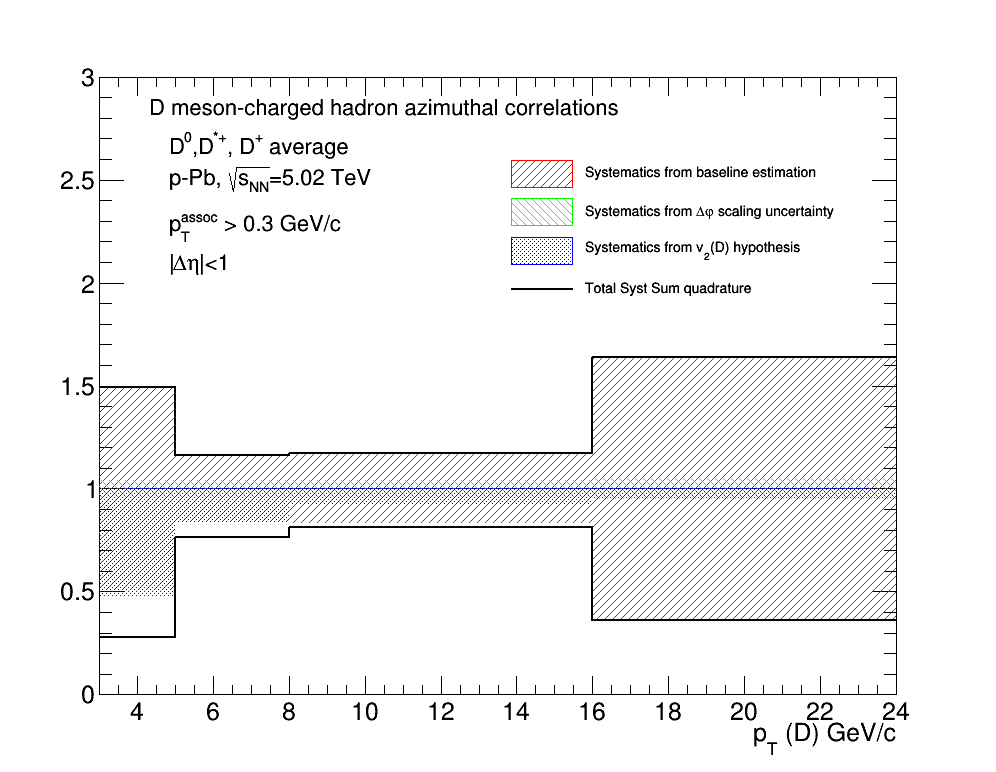 D meson-charged hadron azimuthal correlations
D⁰,D*⁺, D⁺ average
p-Pb, √sNN=5.02 TeV
pTassoc > 0.3 GeV/c
|Δη|<1
Systematics from baseline estimation
Systematics from Δφ scaling uncertainty
Systematics from v₂(D) hypothesis
Total Syst Sum quadrature
3
2.5
2
1.5
1
0.5
0
4 6 8 10 12 14 16 18 20 22 24
pT (D) GeV/c